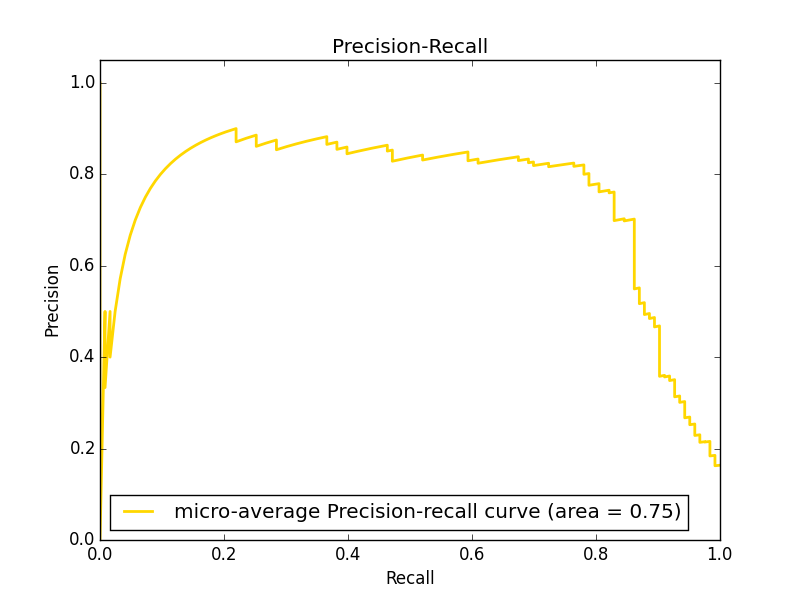 Precision-Recall
1.0
0.8
0.6
0.4
0.2
0.0
Precision
micro-average Precision-recall curve (area = 0.75)
0.0 0.2 0.4 0.6 0.8 1.0
Recall